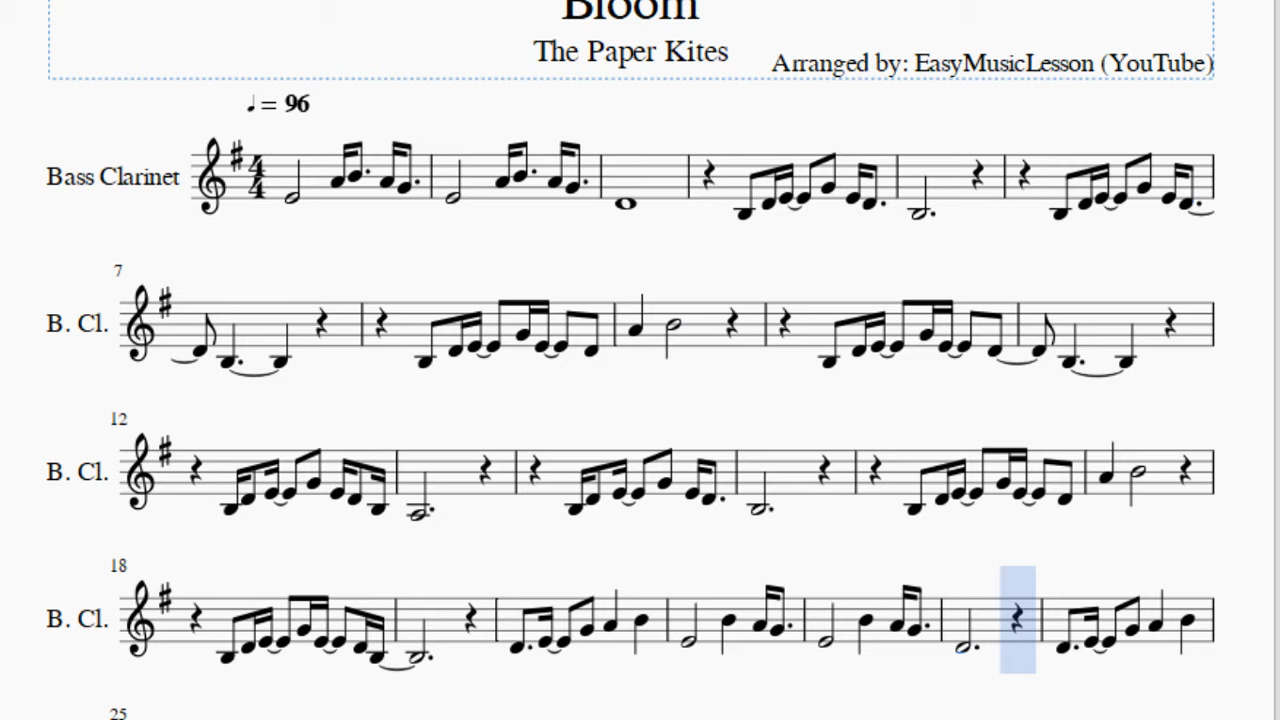 Bloom
The Paper Kites
Arranged by: EasyMusicLesson (YouTube)
♩ = 96
Bass Clarinet
4
4
7
B. Cl.
12
B. Cl.
18
B. Cl.
25